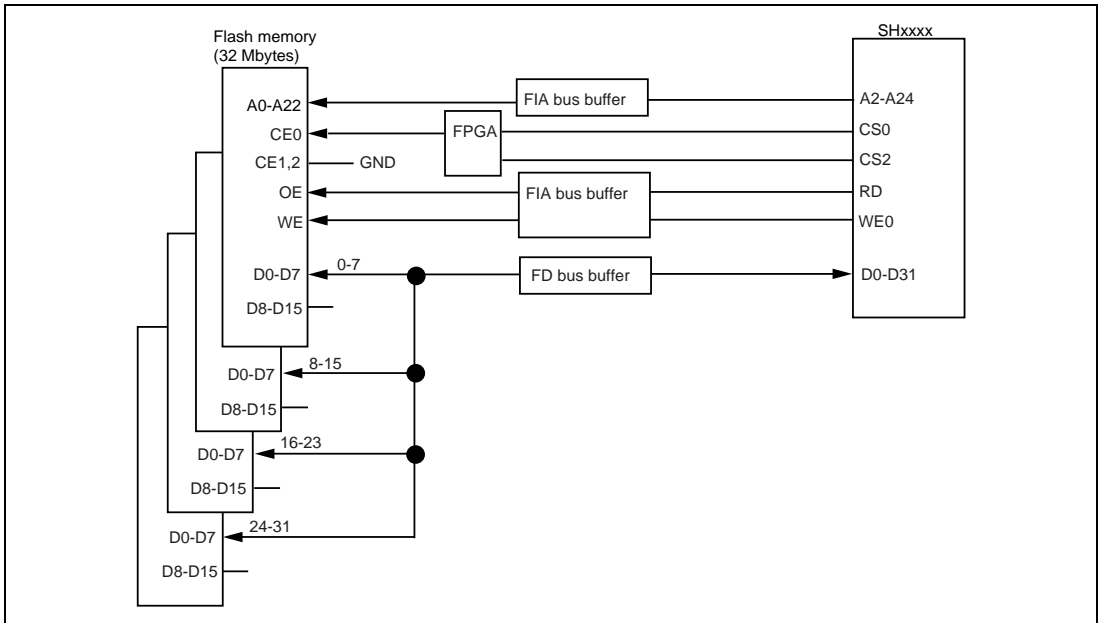 SHxxxx
Flash memory
(32 Mbytes)
A0-A22
FIA bus buffer
A2-A24
CE0
FPGA
CS0
CE1,2
GND
CS2
OE
FIA bus buffer
RD
WE
WE0
D0-D7
0-7
FD bus buffer
D0-D31
D8-D15
D0-D7
8-15
D8-D15
D0-D7
16-23
D8-D15
D0-D7
24-31
D8-D15